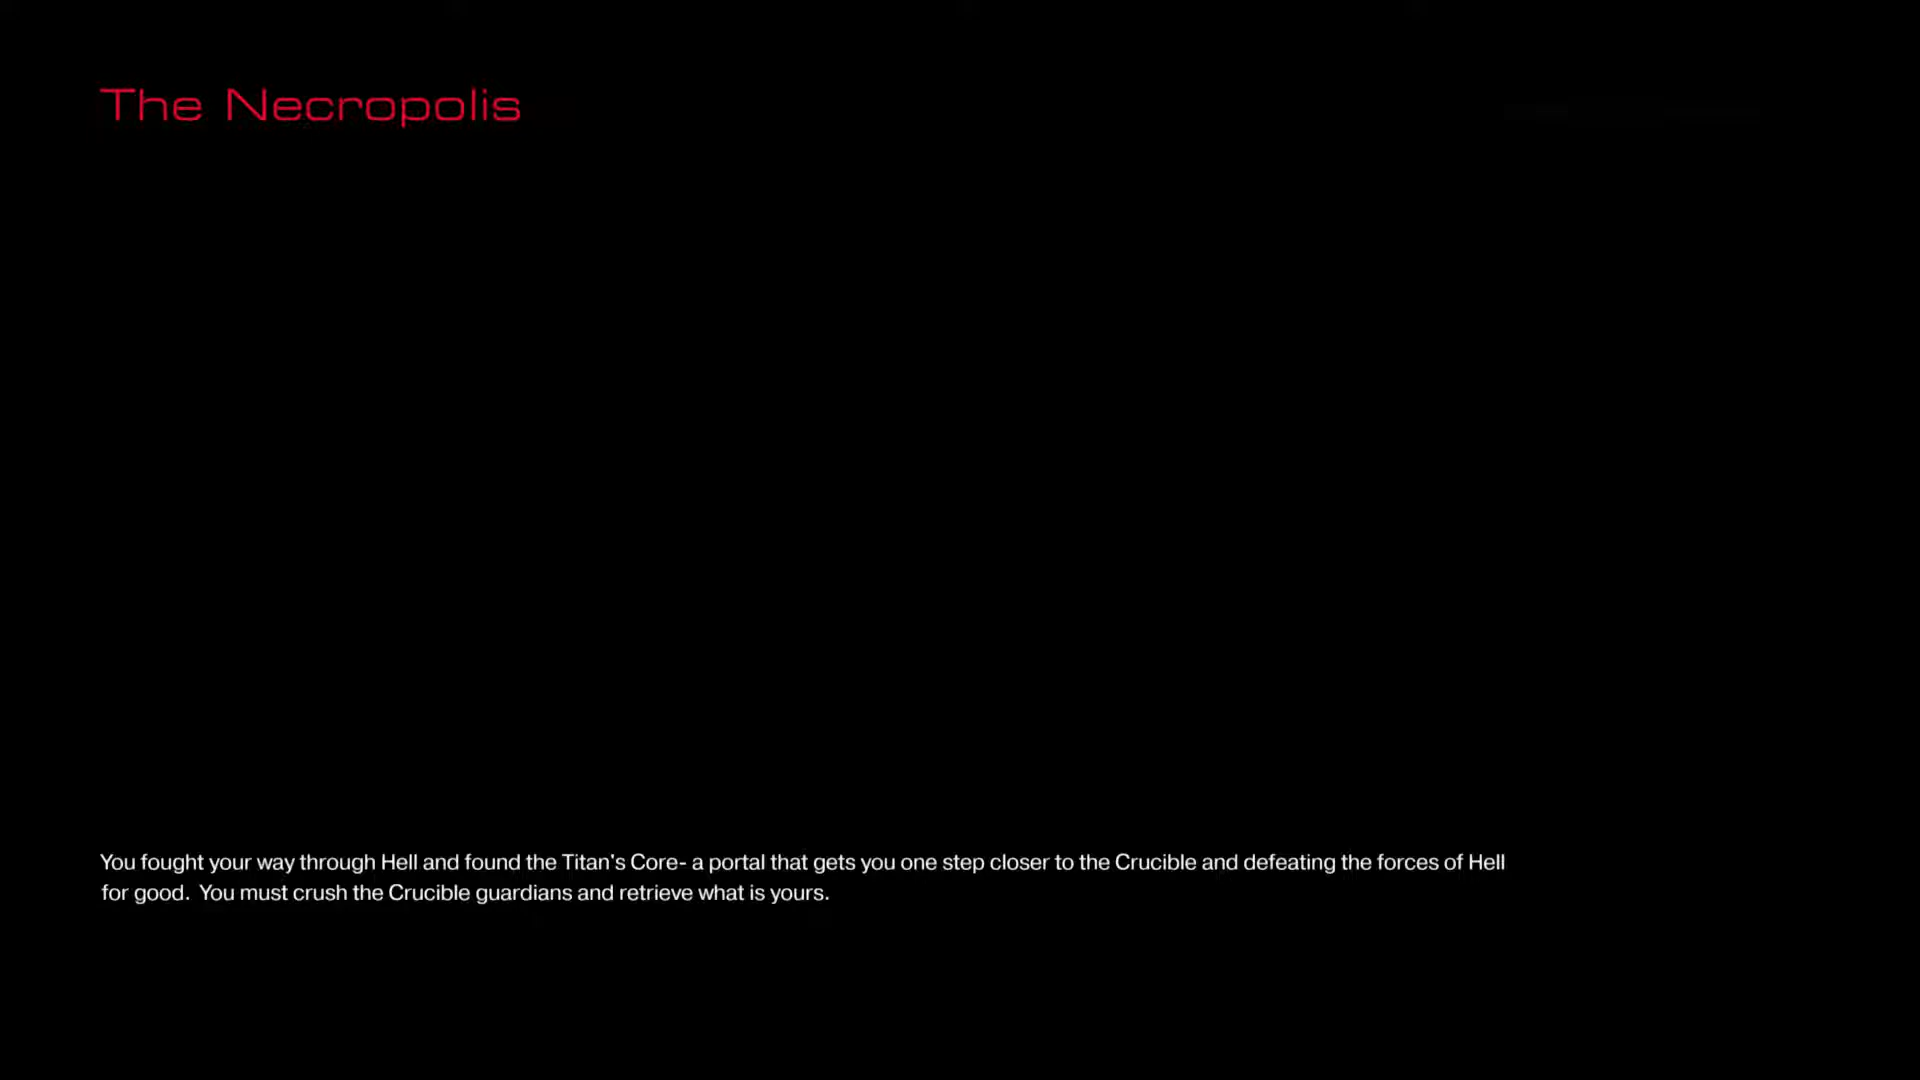 The Necropolis
You fought your way through Hell and found the Titan's Core- a portal that gets you one step closer to the Crucible and defeating the forces of Hell
for good.  You must crush the Crucible guardians and retrieve what is yours.